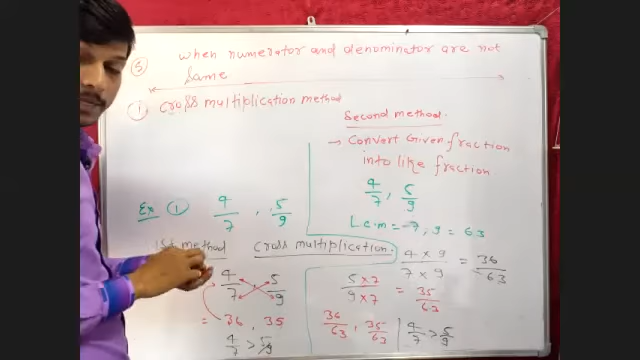 ⑤ when numerator and denominator are not
same
① Cross multiplication method
Second method.
→ Convert Given fraction
into like fraction
4/7, 5/9
L.c.m = 7, 9 = 63
Ex ① 4/7, 5/9
Ist method Cross multiplication.
4/7 5/9
= 36, 35
4/7 > 5/9
4 × 9 / 7 × 9 = 36/63
5 × 7 / 9 × 7 = 35/63
36/63, 35/63
4/7 > 5/9